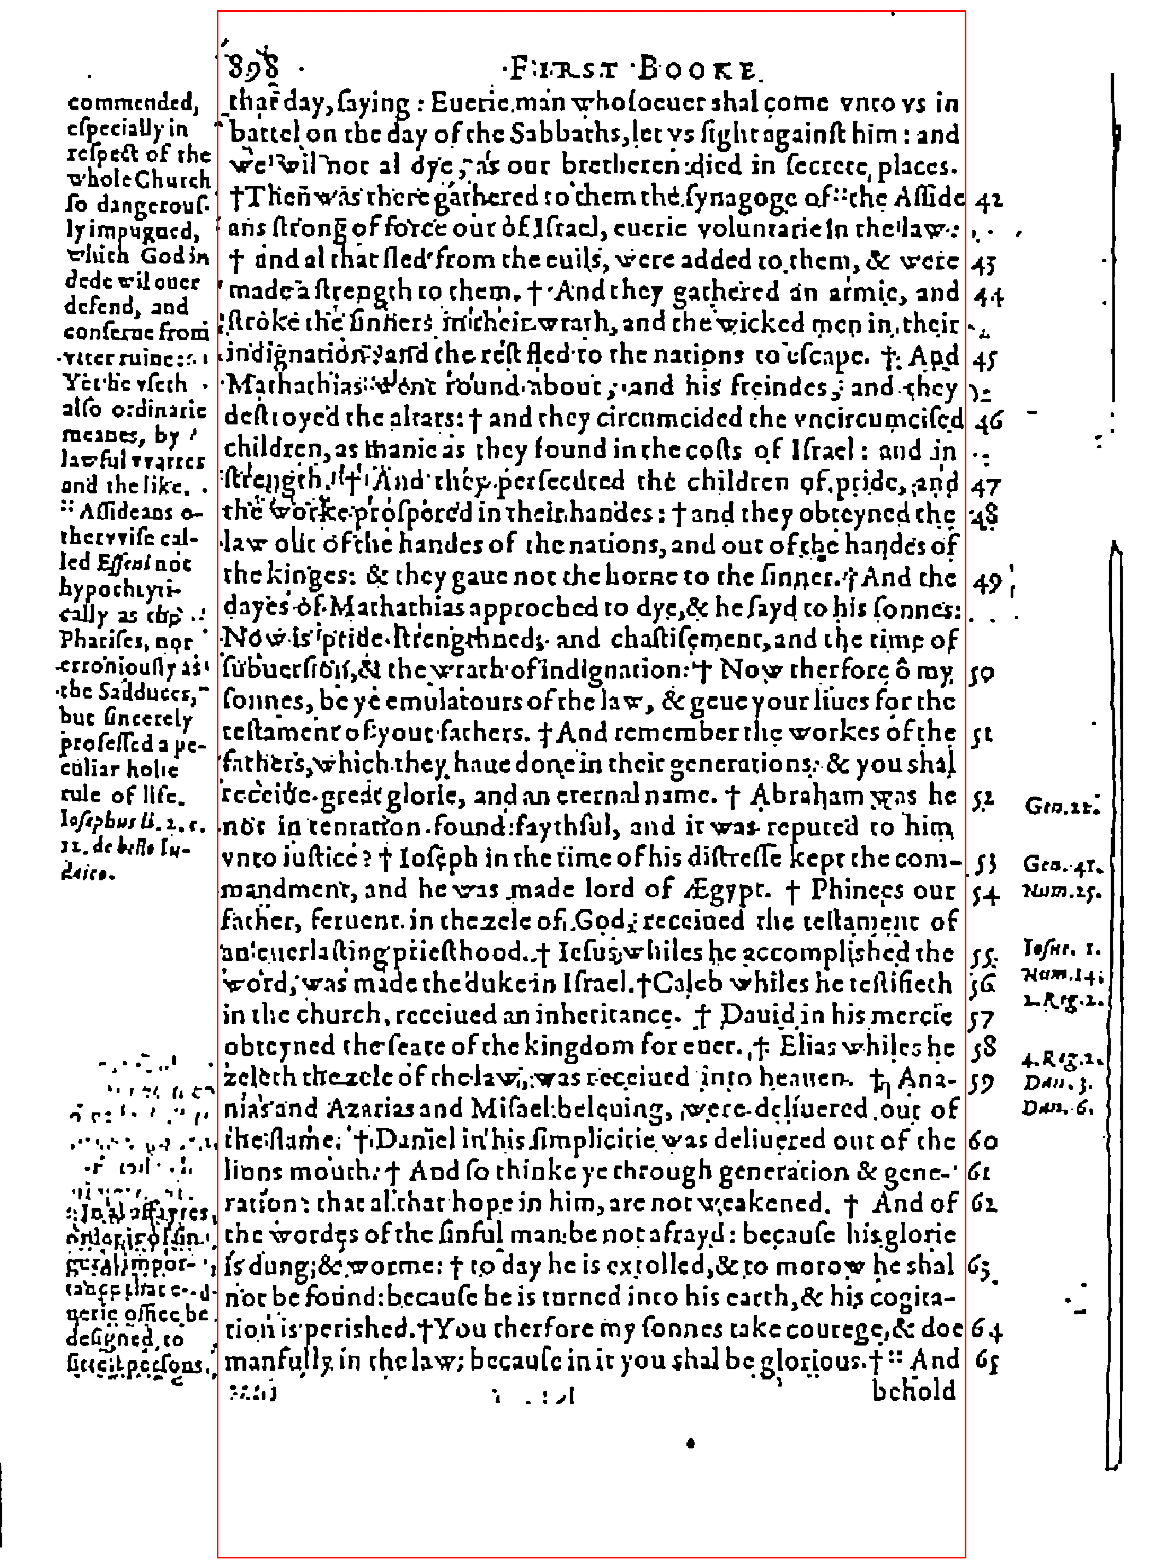 898 FIRST BOOKE
that day, saying: Euerie man whosoeuer shal come vnto vs in
battel on the day of the Sabbaths, let vs fight against him: and
we wil not al dye, as our bretheren died in secrete places.
†Then was there gathered to them the synagoge of :: the Asside
ans strong of force out of Israel, euerie voluntarie in the law:
† and al that fled from the euils, were added to them, & were
made a strength to them. † And they gathered an armie, and
stroke the sinners in their wrath, and the wicked men in their
indignation: and the rest fled to the nations to escape. † And
Mathathias went round about, and his freindes, and they
destroyed the altars: † and they circumcided the vncircumcised
children, as manie as they found in the costs of Israel: and in
strength. † And they persecuted the children of pride, and
the worke prospered in their handes: † and they obteyned the
law out of the handes of the nations, and out of the handes of
the kinges: & they gaue not the horne to the sinner. † And the
dayes of Mathathias approched to dye, & he sayd to his sonnes:
Now is pride strengthned, and chastisement, and the time of
subuersion, & the wrath of indignation: † Now therfore ô my
sonnes, be ye emulatours of the law, & geue your liues for the
testament of your fathers. † And remember the workes of the
fathers, which they haue done in their generations: & you shal
receiue great glorie, and an eternal name. † Abraham was he
not in tentation found faythful, and it was reputed to him
vnto iustice? † Ioseph in the time of his distresse kept the com-
mandment, and he was made lord of Ægypt. † Phinees our
father, feruent in the zele of God, receiued the testament of
an euerlasting priesthood. † Iesus whiles he accomplished the
word, was made the duke in Israel. † Caleb whiles he testifieth
in the church, receiued an inheritance. † Dauid in his mercie
obteyned the seate of the kingdom for euer. † Elias whiles he
zeleth the zele of the law, was receiued into heauen. † Ana-
nias and Azarias and Misael beleuing, were deliuered out of
the flame. † Daniel in his simplicitie was deliuered out of the
lions mouth. † And so thinke ye through generation & gene-
ration: that al that hope in him, are not weakened. † And of
the wordes of the sinful man be not afrayd: because his glorie
is dung, & worme: † to day he is extolled, & to morow he shal
not be found: because he is turned into his earth, & his cogita-
tion is perished. † You therfore my sonnes take courege, & doe
manfully in the law: because in it you shal be glorious. † :: And
behold
commended,
especially in
respect of the
whole Church
so dangerous-
ly impugned,
which God in
dede wil ouer
defend, and
conserue from
vtter ruine:
Yet he vseth
also ordinarie
meanes, by
lawful warres
and the like.
:: Assideans o-
therwise cal-
led Esseni not
hypocriti-
cally as the
Pharises, nor
erroniously as
the Sadduces,
but sincerely
professed a pe-
culiar holie
rule of life.
Iosephus li. 2. c.
12. de bello Iu-
daico.
:: In al affayres,
neric office be
designed to
42
43
44
45
46
47
48
49
50
51
52
53
54
55
56
57
58
59
60
61
62
63
64
65
Gen. 22.
Gen. 41.
Num. 25.
Iosue. 1.
Num. 14.
2. Reg. 2.
4. Reg. 2.
Dan. 3.
Dan. 6.